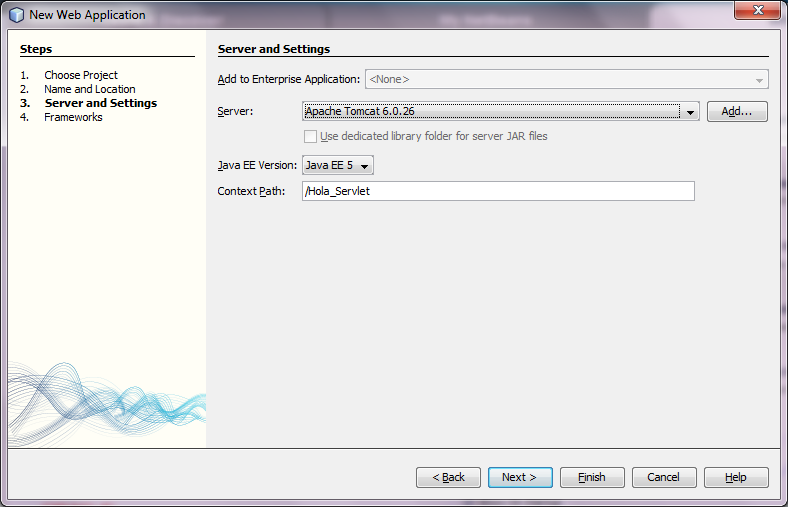 New Web Application
Steps
1. Choose Project
2. Name and Location
3. Server and Settings
4. Frameworks
Server and Settings
Add to Enterprise Application: <None>
Server: Apache Tomcat 6.0.26 Add...
Use dedicated library folder for server JAR files
Java EE Version: Java EE 5
Context Path: /Hola_Servlet
< Back Next > Finish Cancel Help